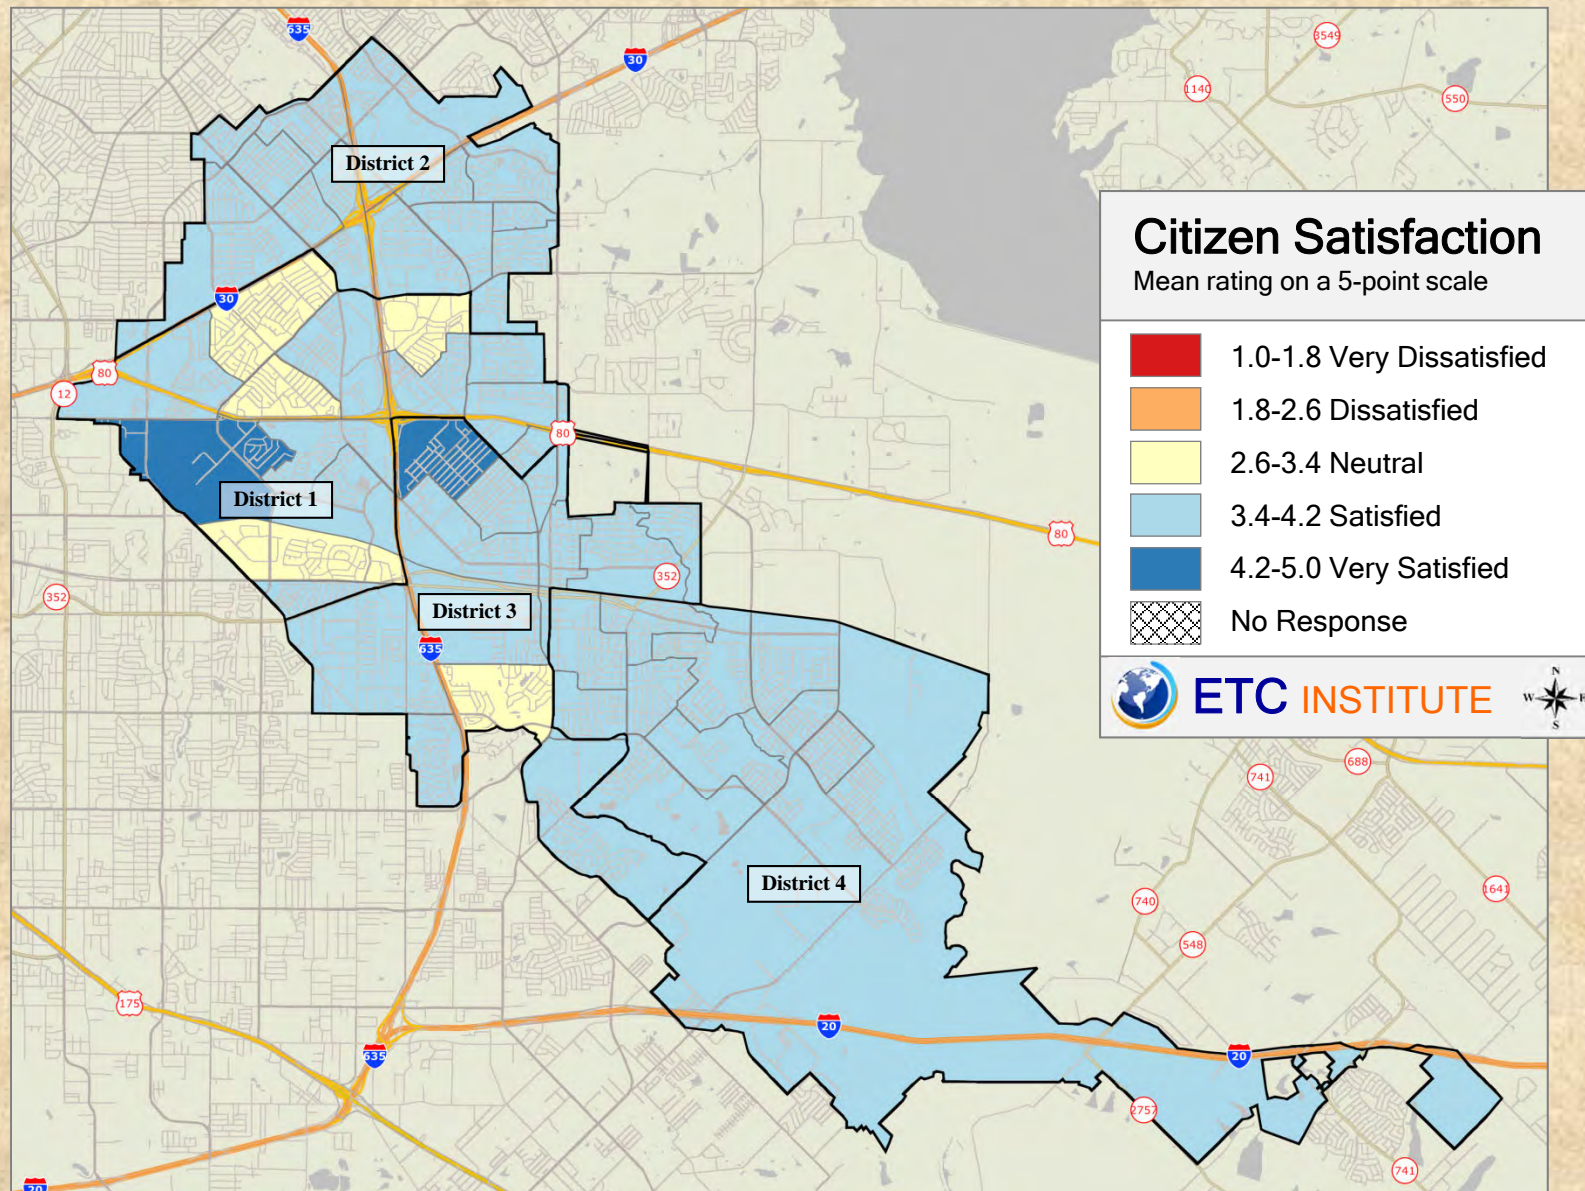 635
30
3549
1140
550
District 2
Citizen Satisfaction
Mean rating on a 5-point scale
30
1.0-1.8 Very Dissatisfied
80
12
1.8-2.6 Dissatisfied
80
2.6-3.4 Neutral
District 1
3.4-4.2 Satisfied
80
4.2-5.0 Very Satisfied
352
352
District 3
No Response
635
ETC INSTITUTE
N
W
E
S
688
741
District 4
1641
740
548
175
20
635
20
2757
741
20